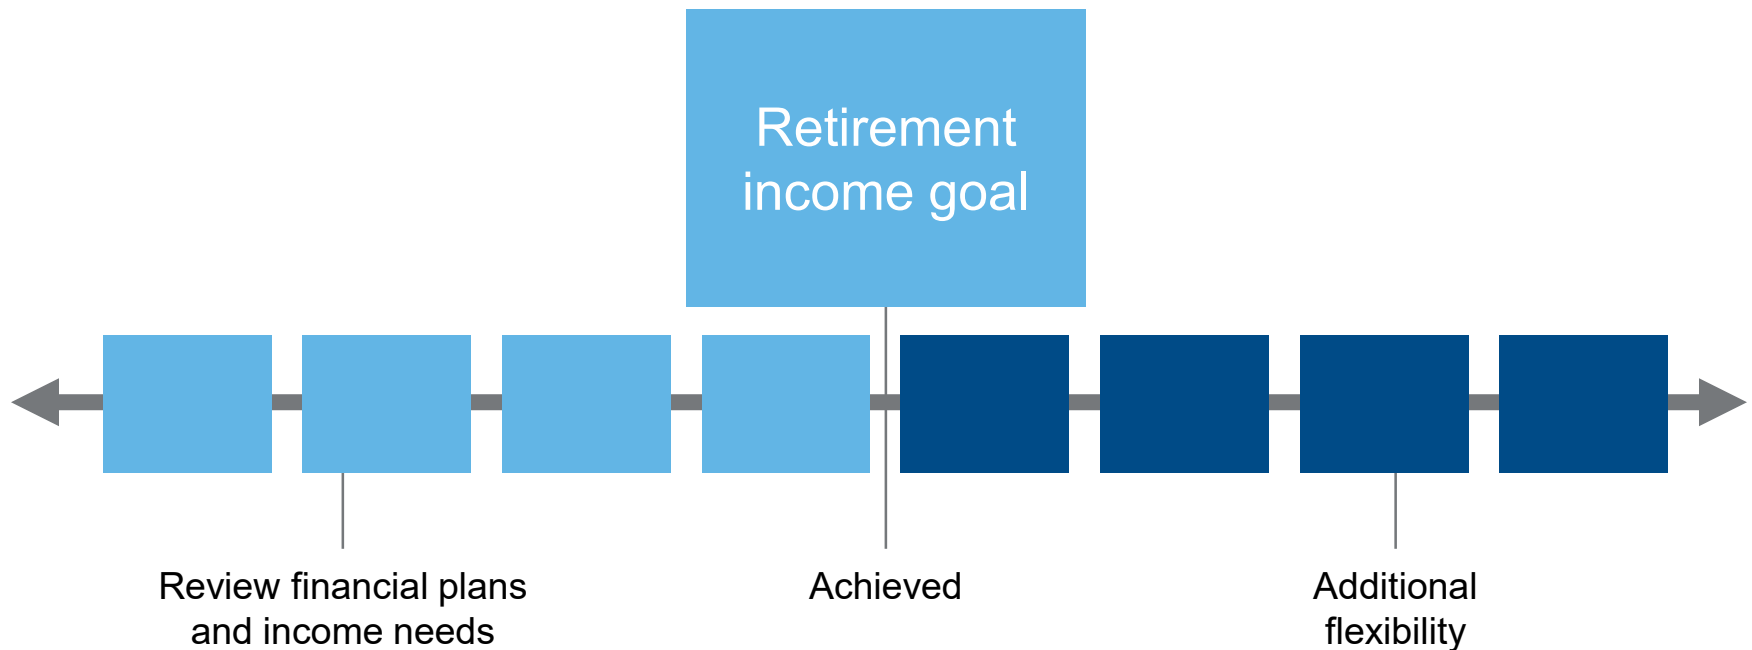 Retirement
income goal
Review financial plans
and income needs
Achieved
Additional
flexibility